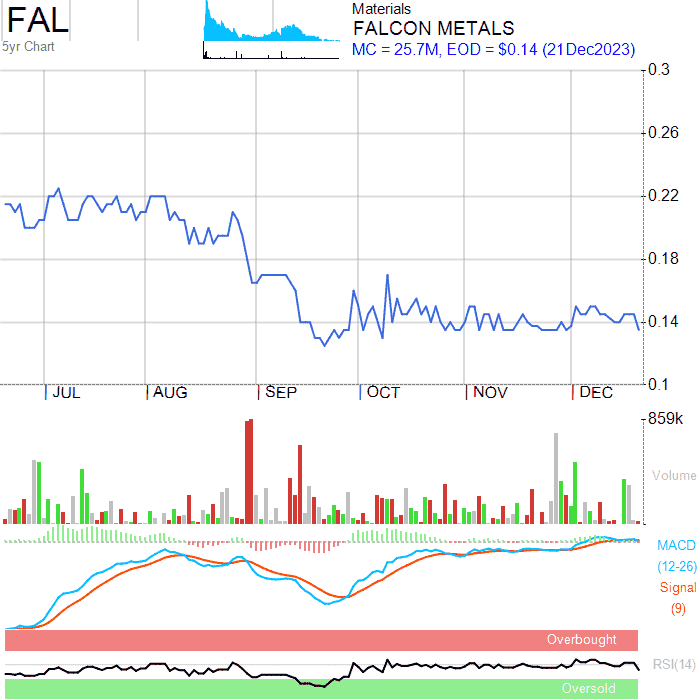 FAL
5yr Chart
Materials
FALCON METALS
MC = 25.7M, EOD = $0.14 (21Dec2023)
0.3
0.26
0.22
0.18
0.14
0.1
JUL AUG SEP OCT NOV DEC
859k
Volume
MACD
(12-26)
Signal
(9)
Overbought
RSI(14)
Oversold